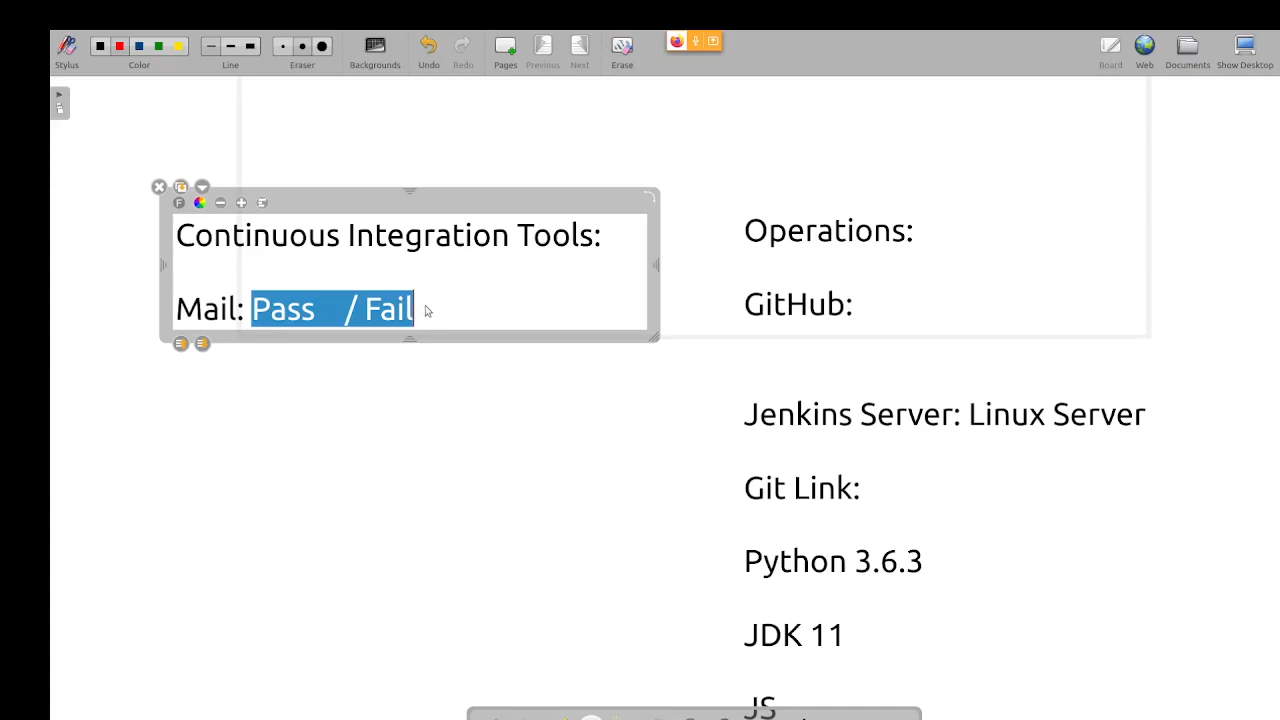 Stylus
Color
Line
Eraser
Backgrounds
Undo
Redo
Pages
Previous
Next
Erase
Board
Web
Documents
Show Desktop
F
Continuous Integration Tools:
Mail: Pass / Fail
Operations:
GitHub:
Jenkins Server: Linux Server
Git Link:
Python 3.6.3
JDK 11
JS